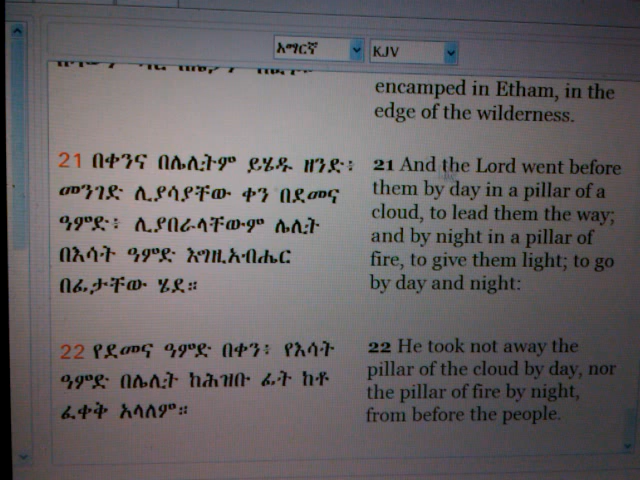 አማርኛ
KJV
encamped in Etham, in the
edge of the wilderness.
21 በቀንና በሌሊትም ይሄዱ ዘንድ፥
መንገድ ሊያሳያቸው ቀን በደመና
ዓምድ፥ ሊያበራላቸውም ሌሊት
በእሳት ዓምድ እግዚአብሔር
በፊታቸው ሄደ።
22 የደመና ዓምድ በቀን፥ የእሳት
ዓምድ በሌሊት ከሕዝቡ ፊት ከቶ
ፈቀቅ አላለም።
21 And the Lord went before
them by day in a pillar of a
cloud, to lead them the way;
and by night in a pillar of
fire, to give them light; to go
by day and night:
22 He took not away the
pillar of the cloud by day, nor
the pillar of fire by night,
from before the people.